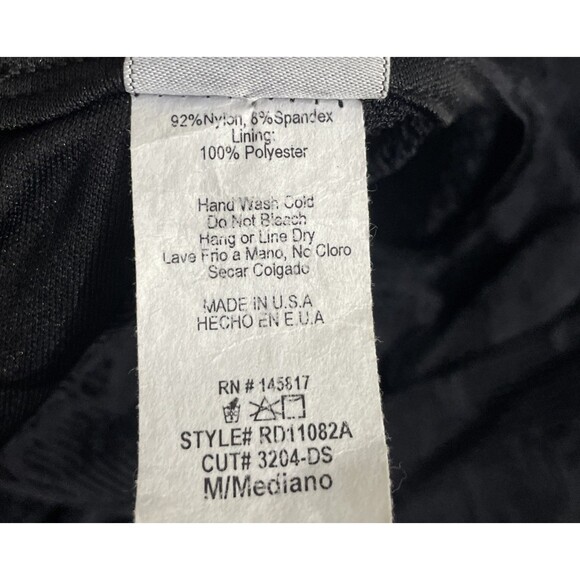 92%Nylon, 8%Spandex
Lining:
100% Polyester
Hand Wash Cold
Do Not Bleach
Hang or Line Dry
Lave Frio a Mano, No Cloro
Secar Colgado
MADE IN U.S.A
HECHO EN E.U.A
RN # 145817
STYLE# RD11082A
CUT# 3204-DS
M/Mediano